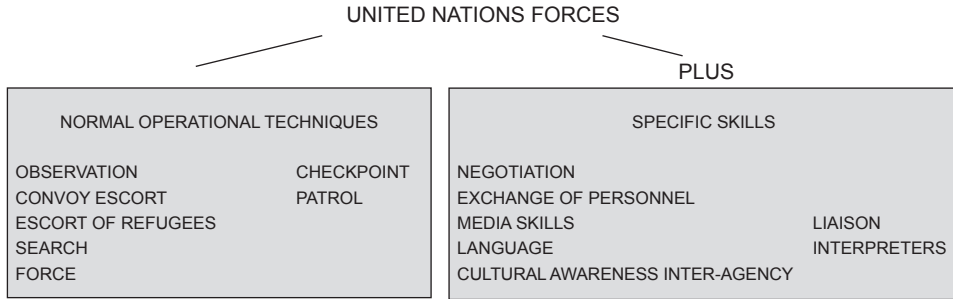 UNITED NATIONS FORCES
PLUS
NORMAL OPERATIONAL TECHNIQUES
OBSERVATION CHECKPOINT
CONVOY ESCORT PATROL
ESCORT OF REFUGEES
SEARCH
FORCE
SPECIFIC SKILLS
NEGOTIATION
EXCHANGE OF PERSONNEL
MEDIA SKILLS LIAISON
LANGUAGE INTERPRETERS
CULTURAL AWARENESS INTER-AGENCY